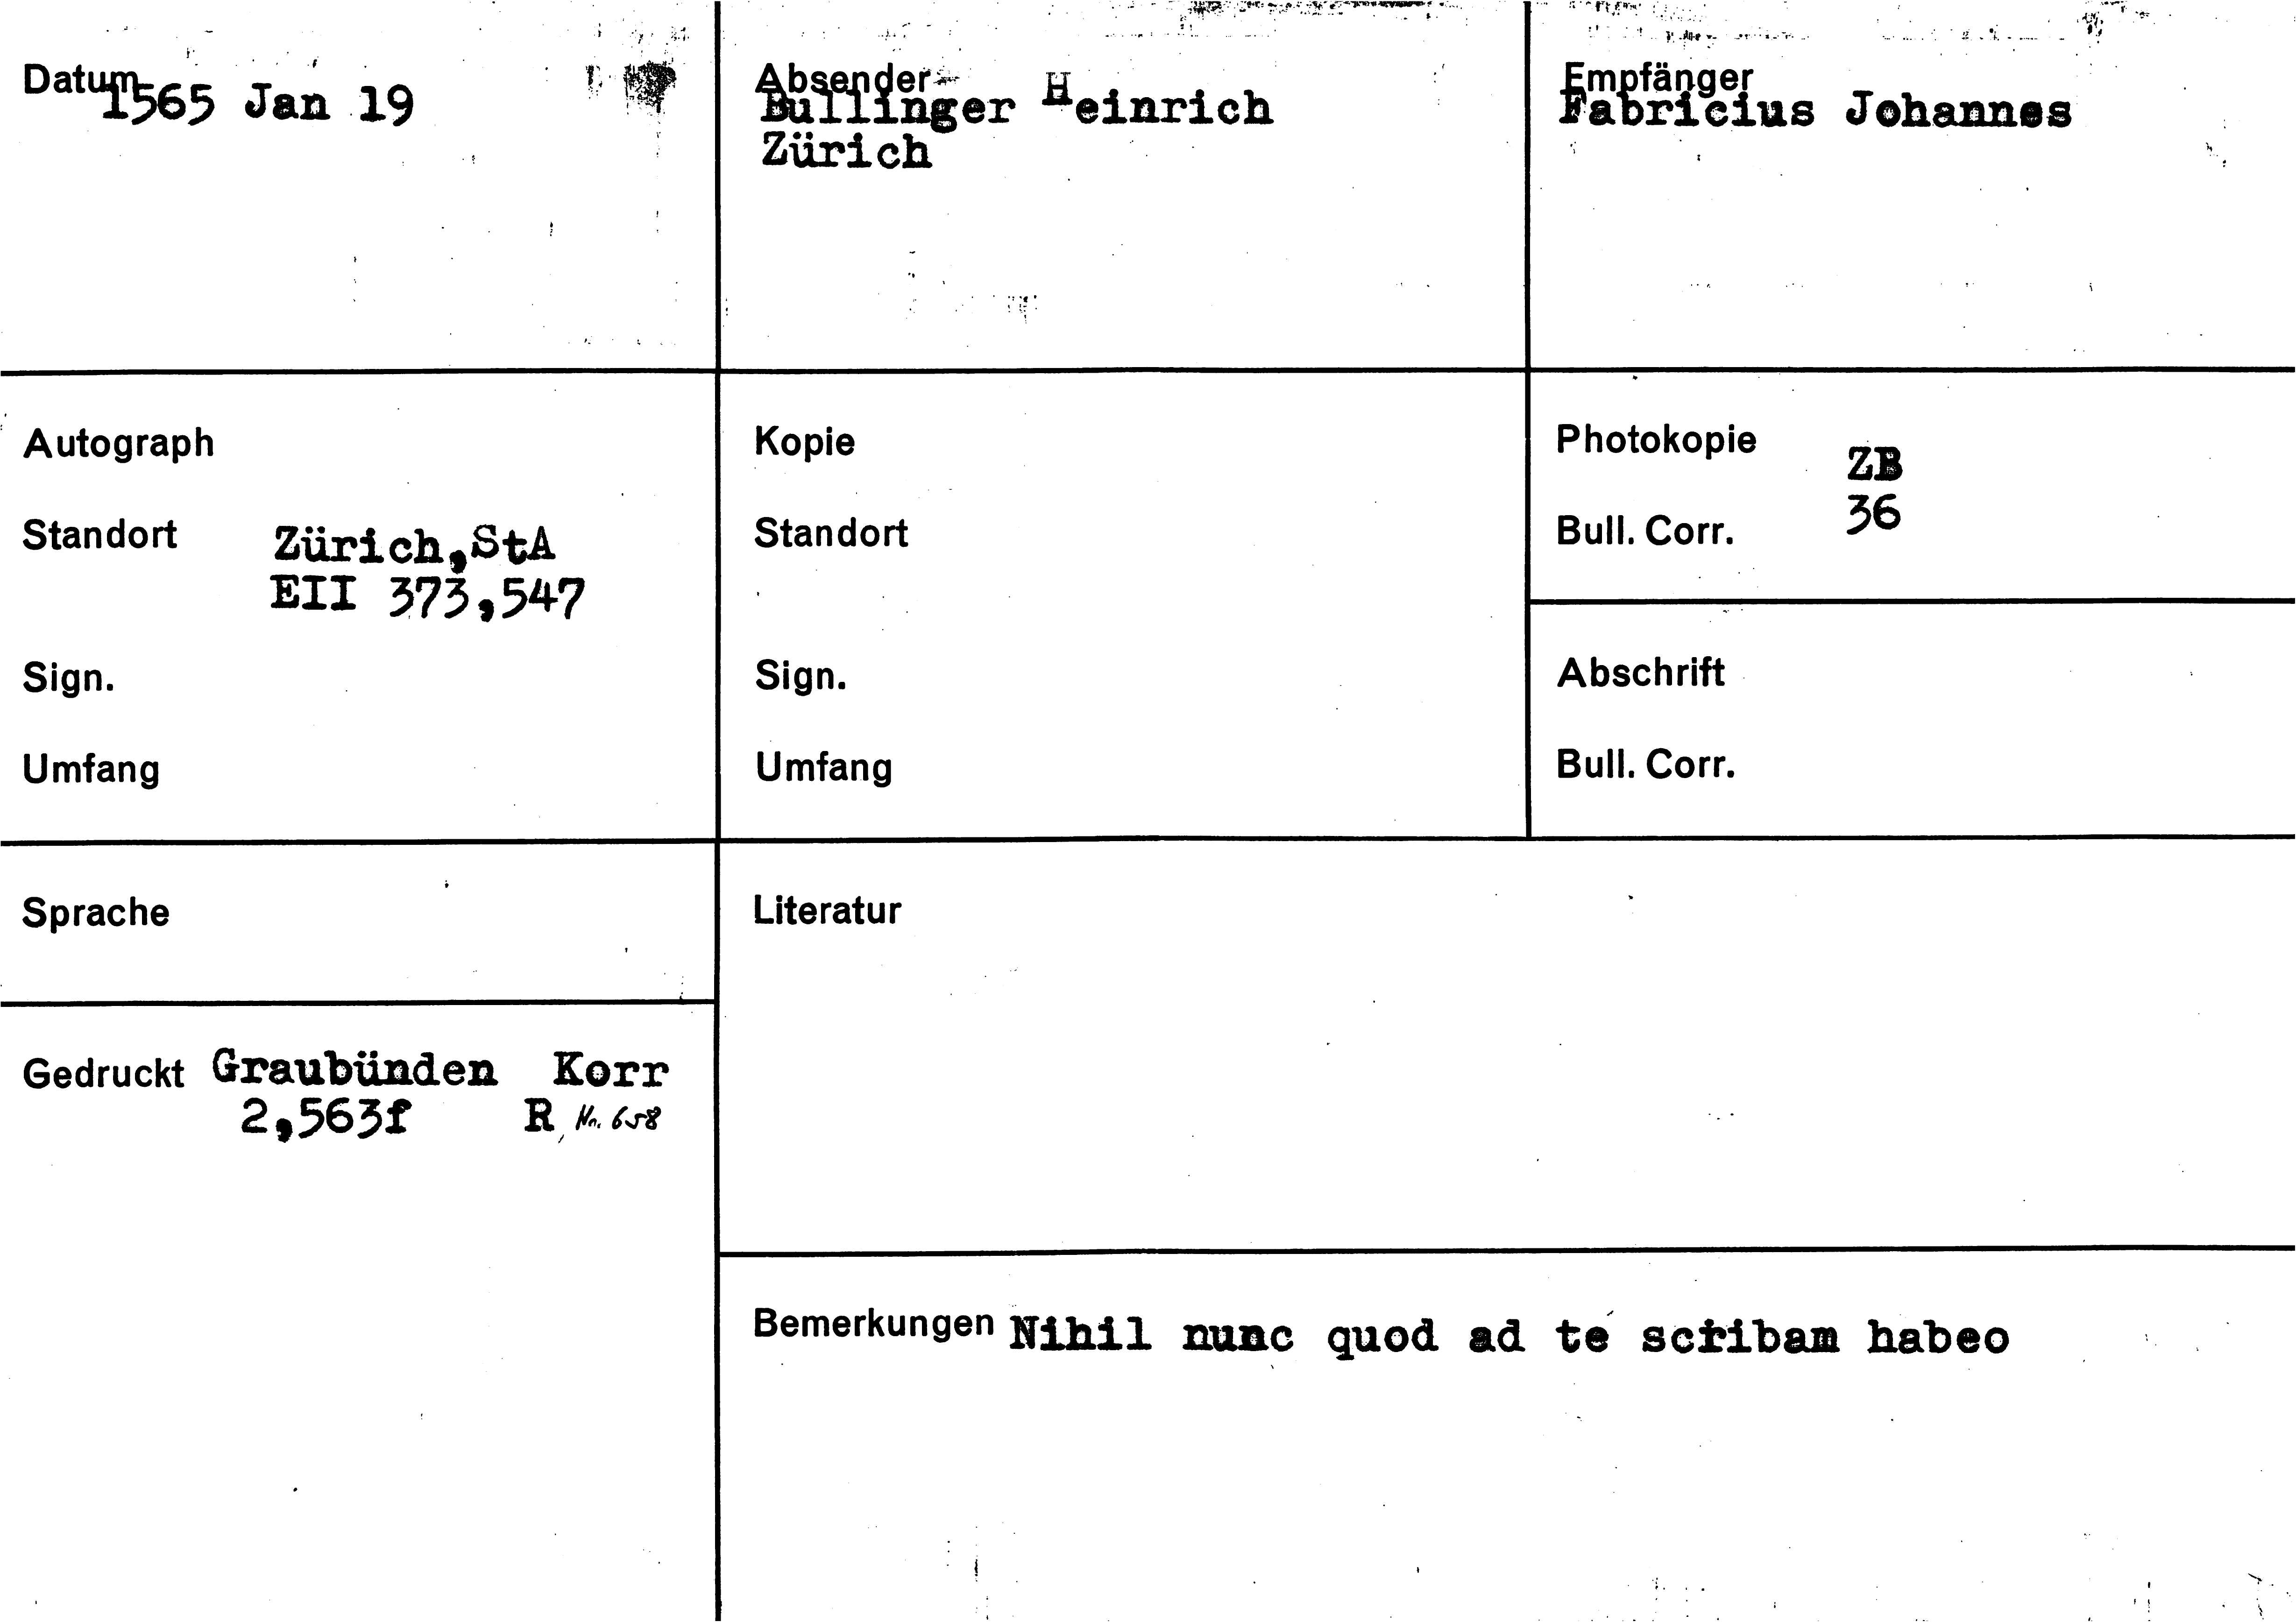 Datum
1565 Jan 19
Absender
Bullinger Heinrich
Zürich
Empfänger
Fabricius Johannes
Autograph
Standort Zürich,StA
EII 373,547
Sign.
Umfang
Kopie
Standort
Sign.
Umfang
Photokopie ZB
Bull. Corr. 36
Abschrift
Bull. Corr.
Sprache
Literatur
Gedruckt Graubünden Korr
2,563f R, Nr. 658
Bemerkungen Nihil nunc quod ad te scribam habeo